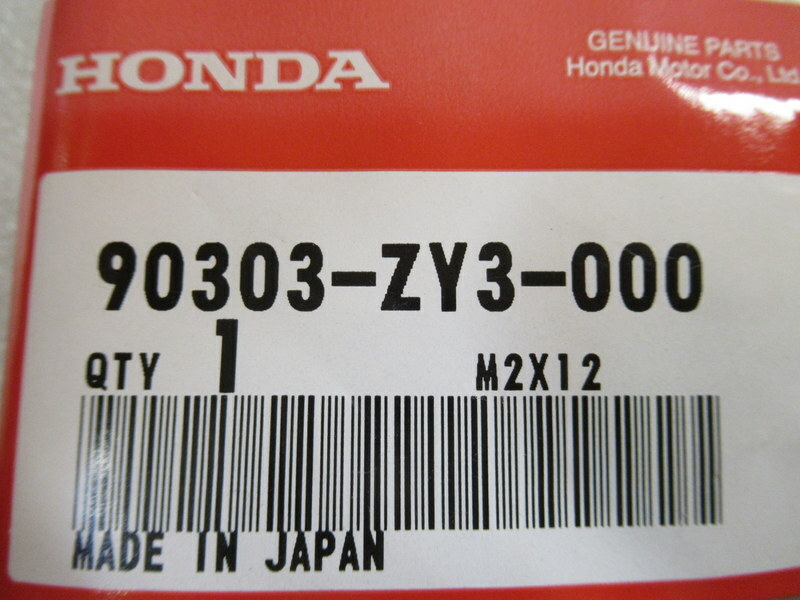 HONDA
GENUINE PARTS
Honda Motor Co., Ltd.
90303-ZY3-000
QTY 1 M2X12
MADE IN JAPAN